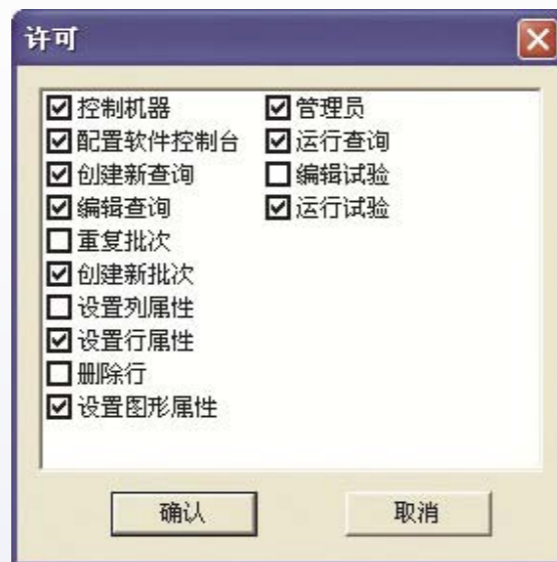 许可
控制机器
配置软件控制台
创建新查询
编辑查询
重复批次
创建新批次
设置列属性
设置行属性
删除行
设置图形属性
管理员
运行查询
编辑试验
运行试验
确认
取消